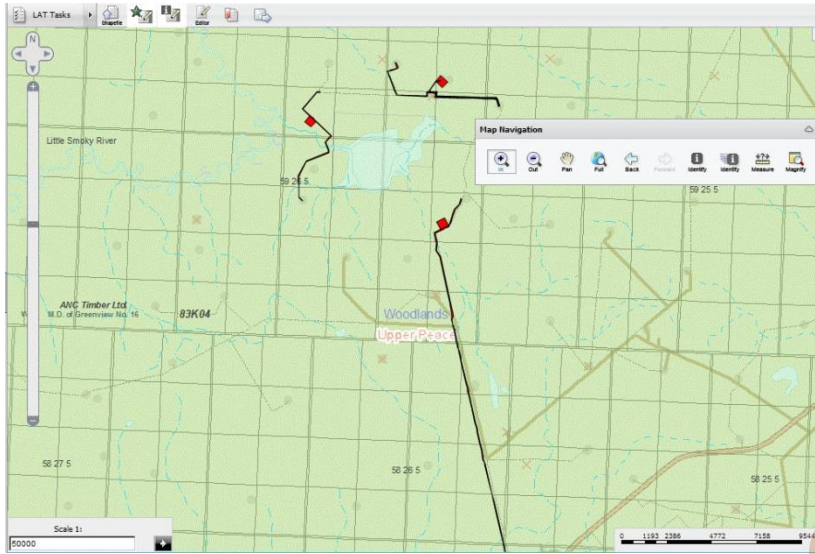 LAT Tasks
Shapefile
Editor
N
Map Navigation
In Out Pan Full Back Forward Identify Identify Measure Magnify
Little Smoky River
59 26 5
59 25 5
ANC Timber Ltd.
M.D. of Greenview No. 16
83K04
Woodlands
Upper Peace
58 27 5
58 26 5
58 25 5
Scale 1:
50000
0 1193 2386 4772 7158 9544